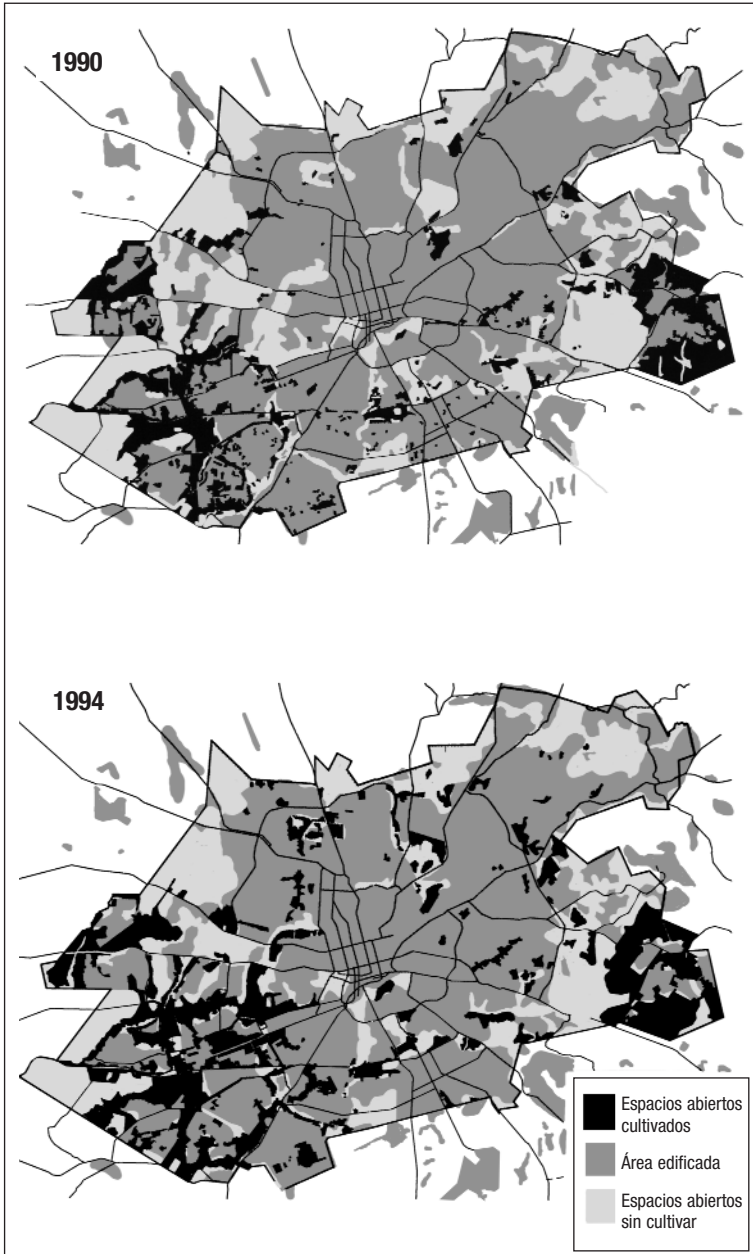 1990
1994
Espacios abiertos
cultivados
Área edificada
Espacios abiertos
sin cultivar